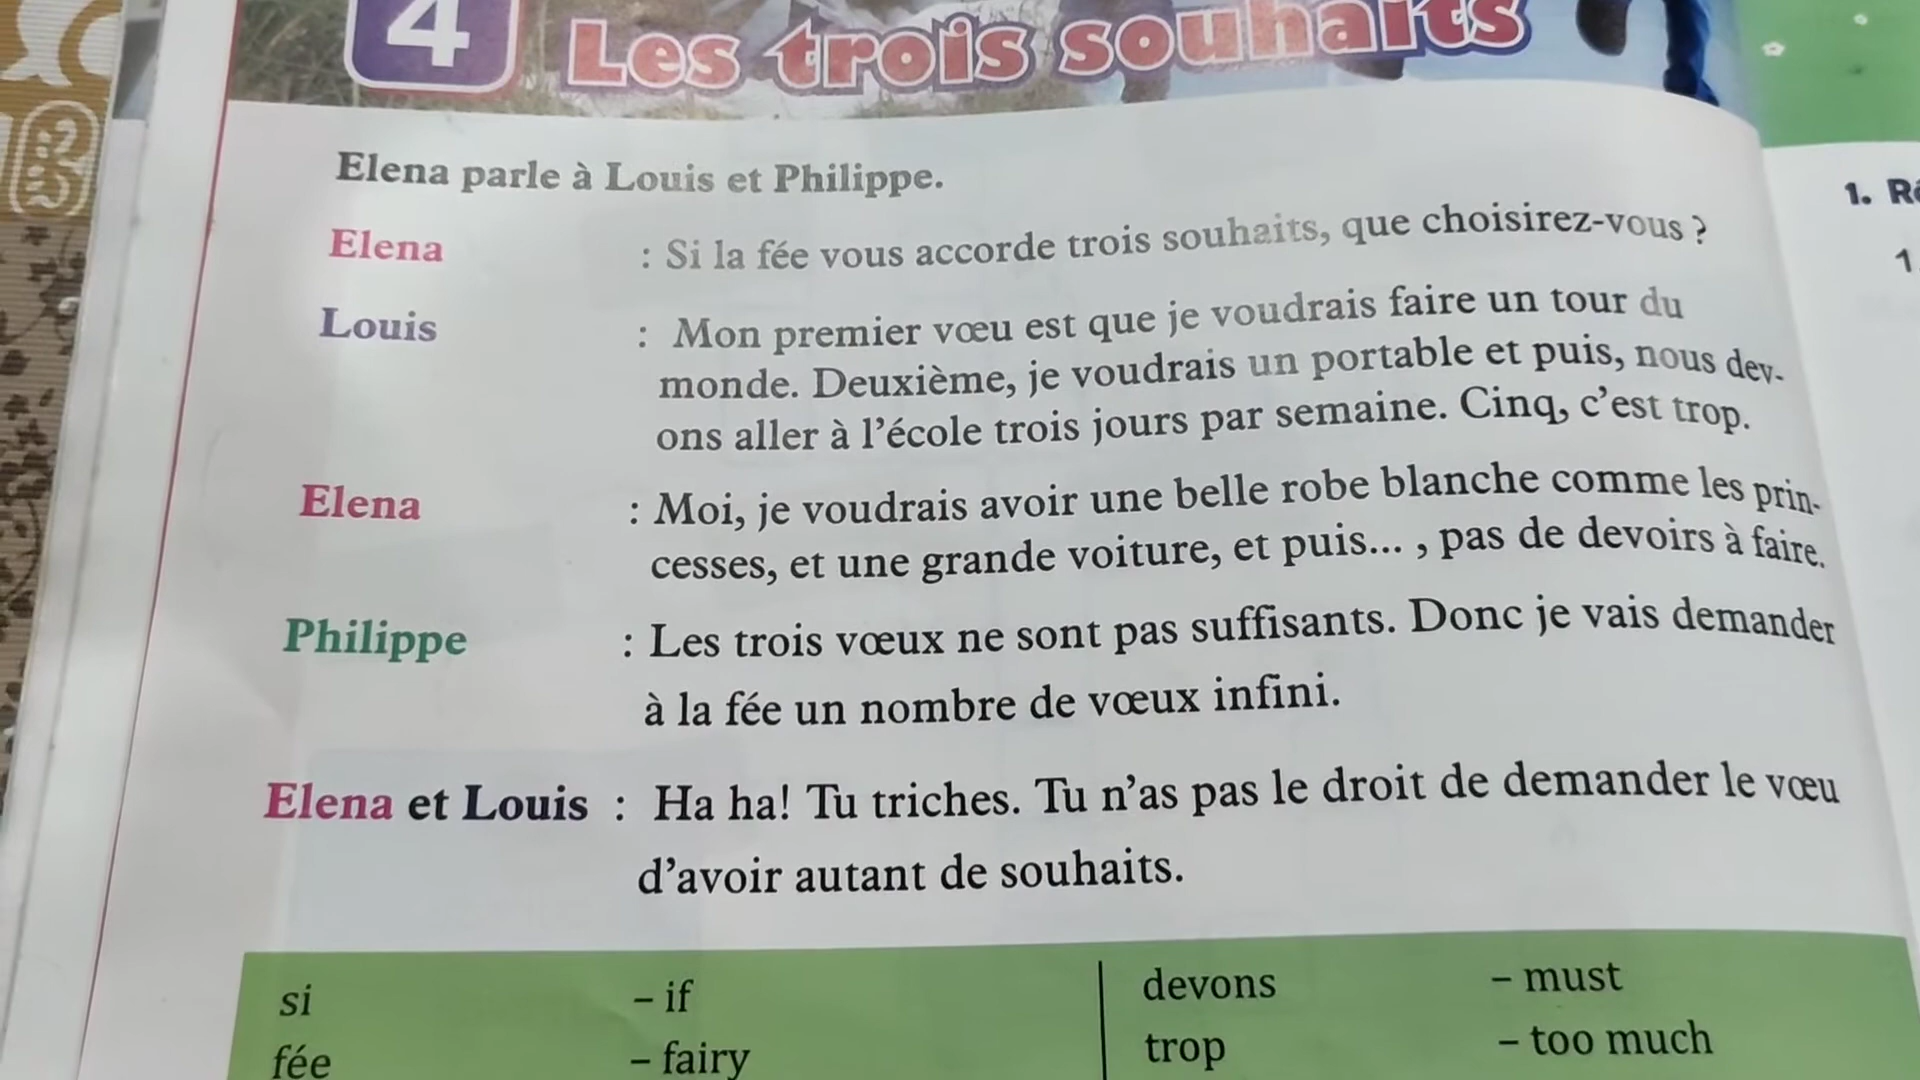 4 Les trois souhaits
Elena parle à Louis et Philippe.
Elena : Si la fée vous accorde trois souhaits, que choisirez-vous ?
Louis : Mon premier vœu est que je voudrais faire un tour du
monde. Deuxième, je voudrais un portable et puis, nous dev-
ons aller à l'école trois jours par semaine. Cinq, c'est trop.
Elena : Moi, je voudrais avoir une belle robe blanche comme les prin-
cesses, et une grande voiture, et puis... , pas de devoirs à faire.
Philippe : Les trois vœux ne sont pas suffisants. Donc je vais demander
à la fée un nombre de vœux infini.
Elena et Louis : Ha ha! Tu triches. Tu n'as pas le droit de demander le vœu
d'avoir autant de souhaits.
si – if
fée – fairy
devons – must
trop – too much
1.
1